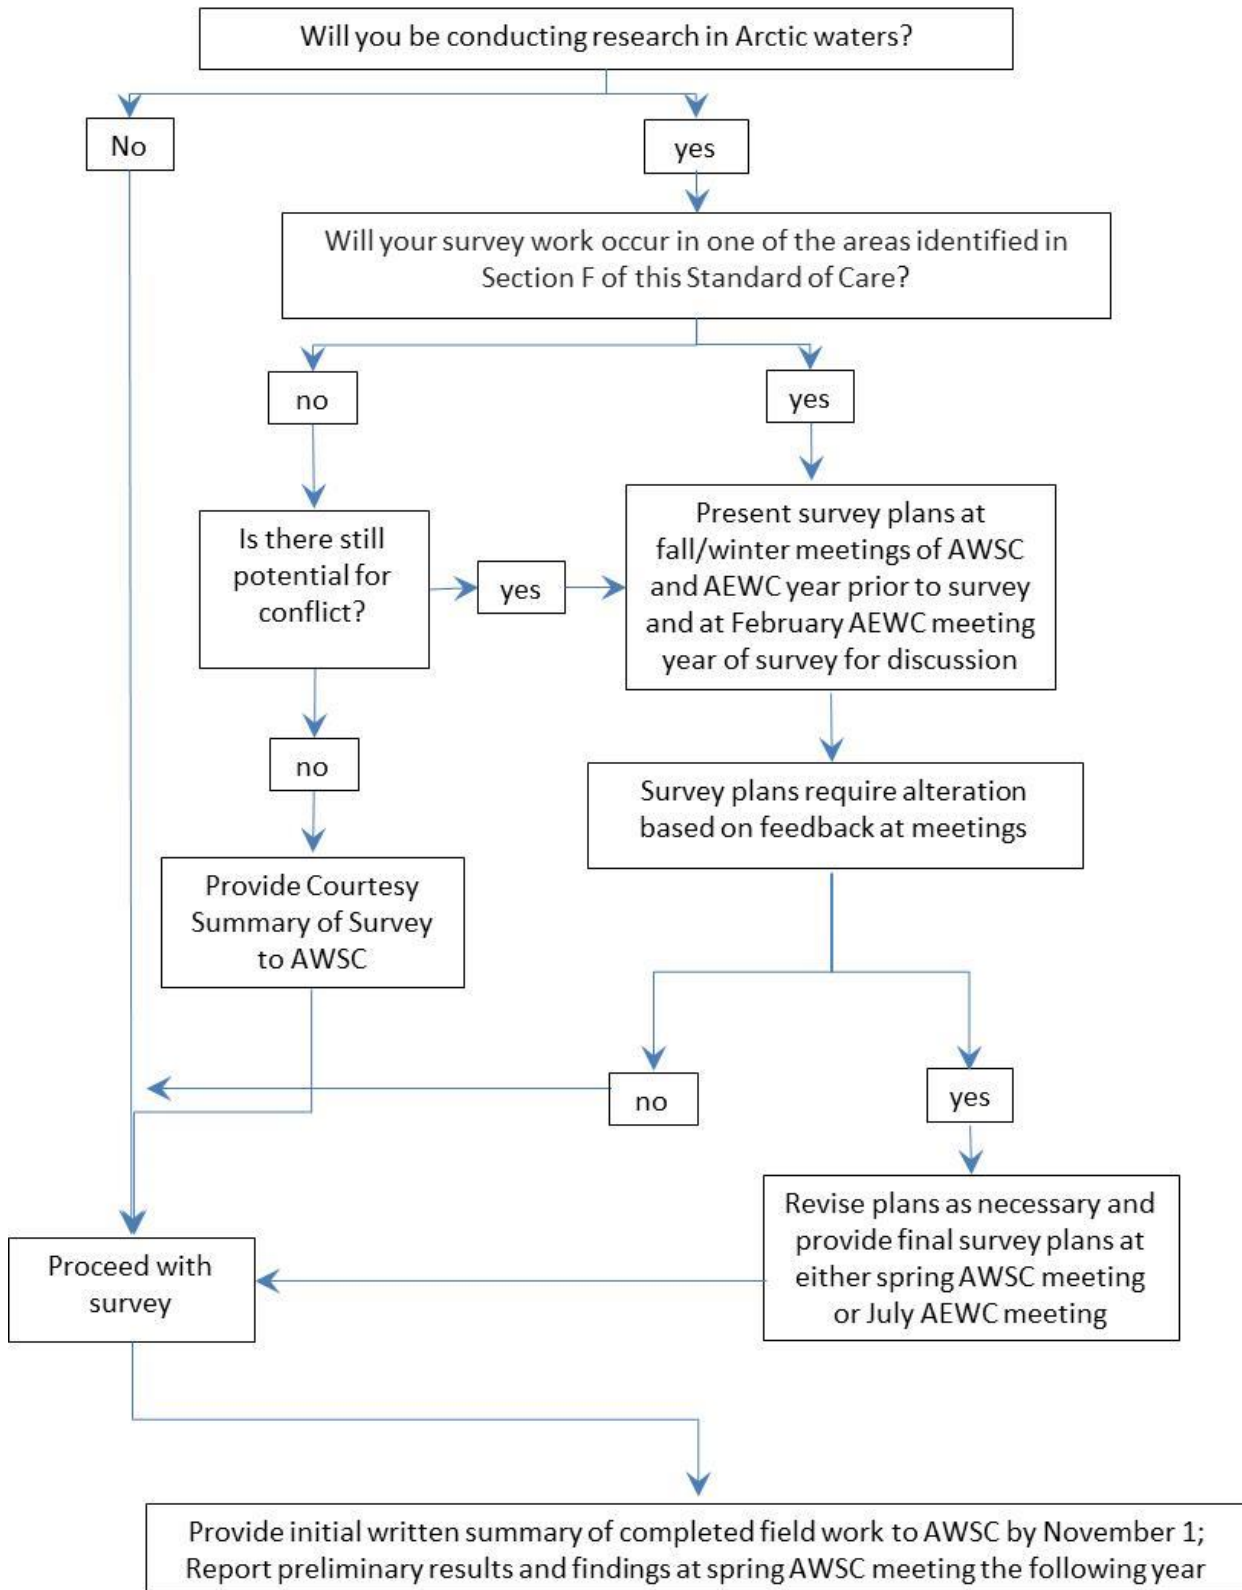 Will you be conducting research in Arctic waters?
No
yes
Will your survey work occur in one of the areas identified in
Section F of this Standard of Care?
no
yes
Is there still
potential for
conflict?
yes
Present survey plans at
fall/winter meetings of AWSC
and AEWC year prior to survey
and at February AEWC meeting
year of survey for discussion
no
Survey plans require alteration
based on feedback at meetings
Provide Courtesy
Summary of Survey
to AWSC
no
yes
Revise plans as necessary and
provide final survey plans at
either spring AWSC meeting
or July AEWC meeting
Proceed with
survey
Provide initial written summary of completed field work to AWSC by November 1;
Report preliminary results and findings at spring AWSC meeting the following year